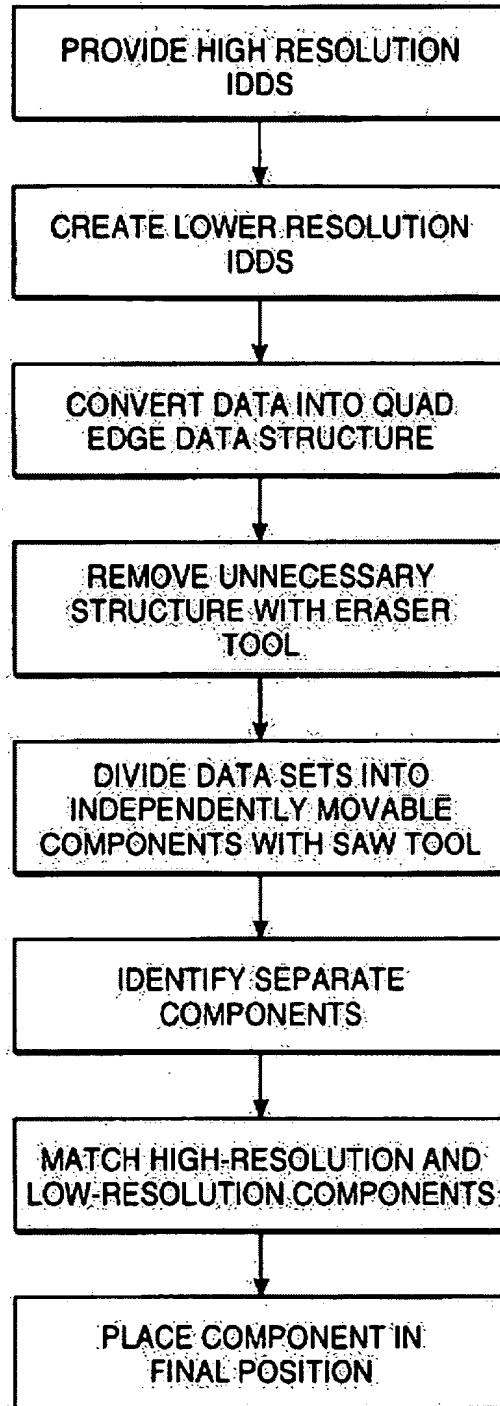 PROVIDE HIGH RESOLUTION
IDDS
CREATE LOWER RESOLUTION
IDDS
CONVERT DATA INTO QUAD
EDGE DATA STRUCTURE
REMOVE UNNECESSARY
STRUCTURE WITH ERASER
TOOL
DIVIDE DATA SETS INTO
INDEPENDENTLY MOVABLE
COMPONENTS WITH SAW TOOL
IDENTIFY SEPARATE
COMPONENTS
MATCH HIGH-RESOLUTION AND
LOW-RESOLUTION COMPONENTS
PLACE COMPONENT IN
FINAL POSITION